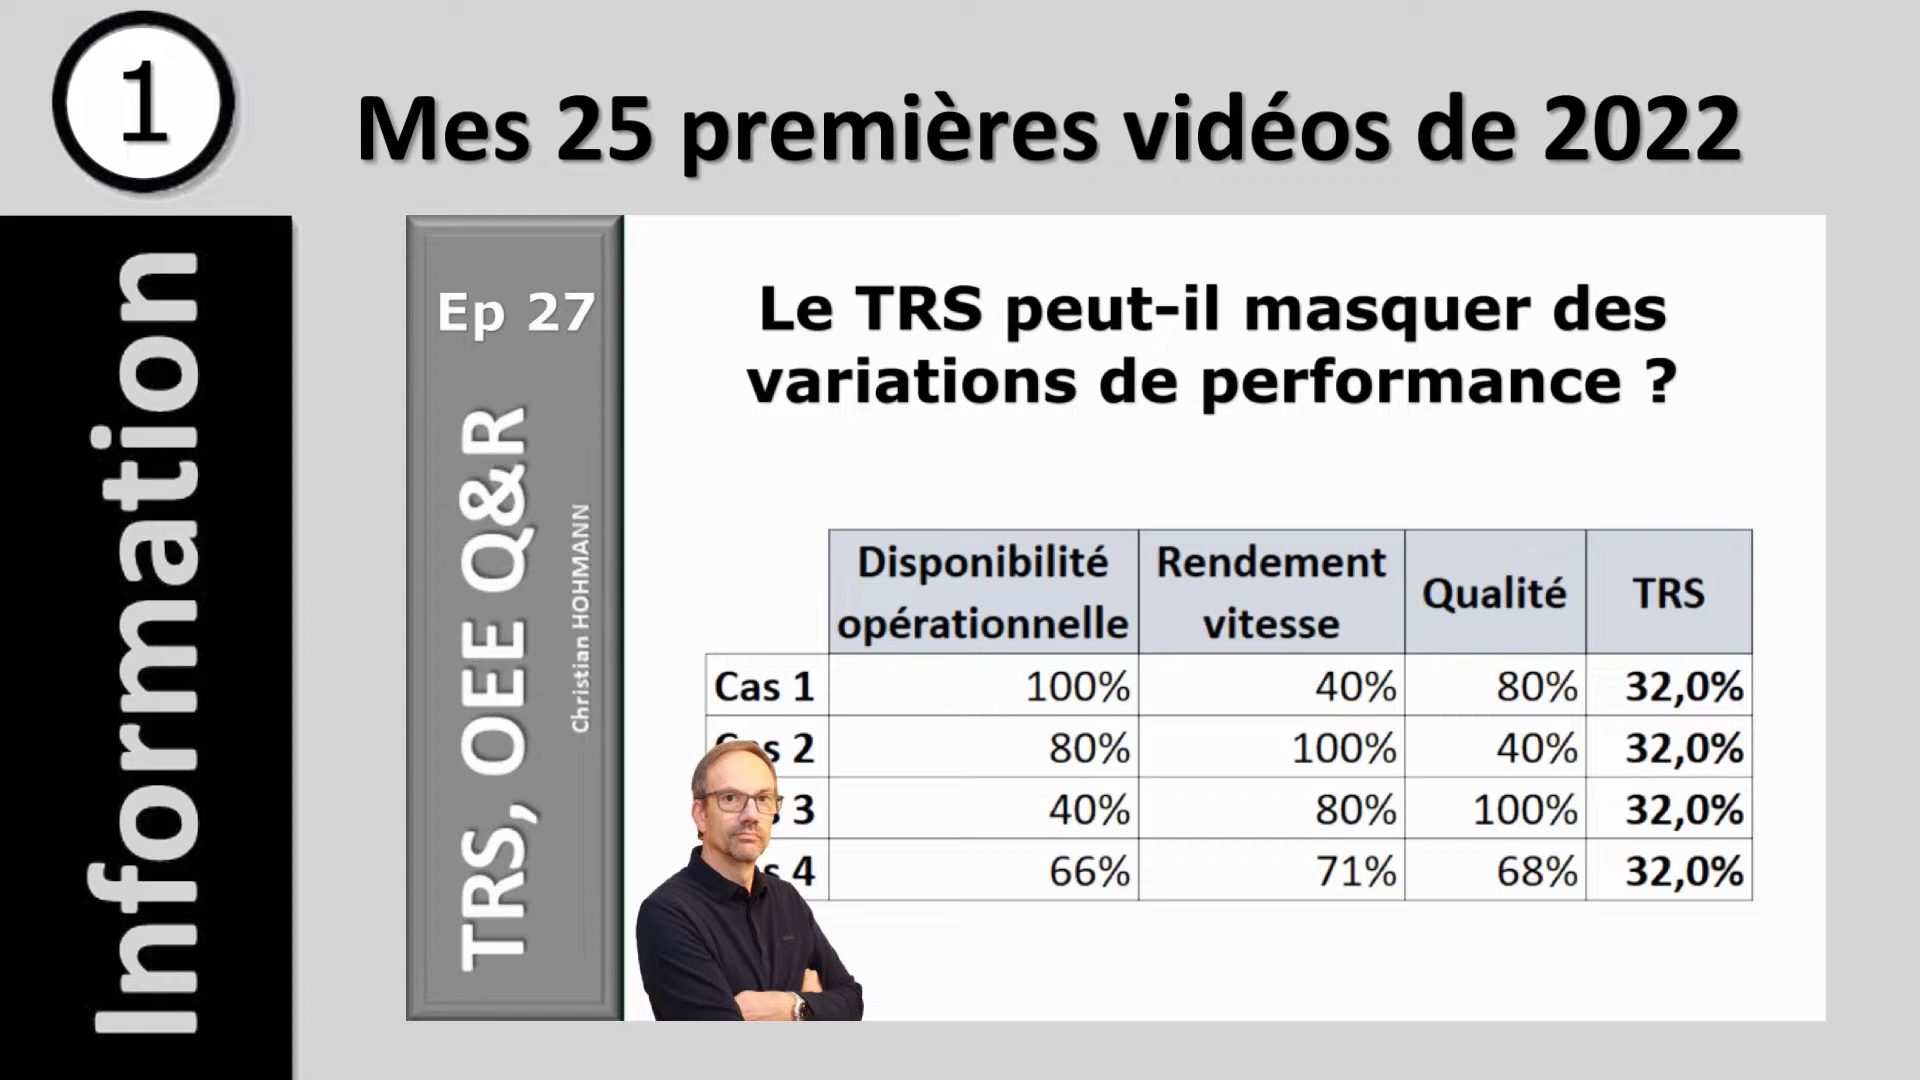 1
Mes 25 premières vidéos de 2022
Information
Ep 27
TRS, OEE Q&R
Christian HOHMANN
Le TRS peut-il masquer des
variations de performance ?
Disponibilité opérationnelle Rendement vitesse Qualité TRS
Cas 1 100% 40% 80% 32,0%
2 80% 100% 40% 32,0%
3 40% 80% 100% 32,0%
4 66% 71% 68% 32,0%